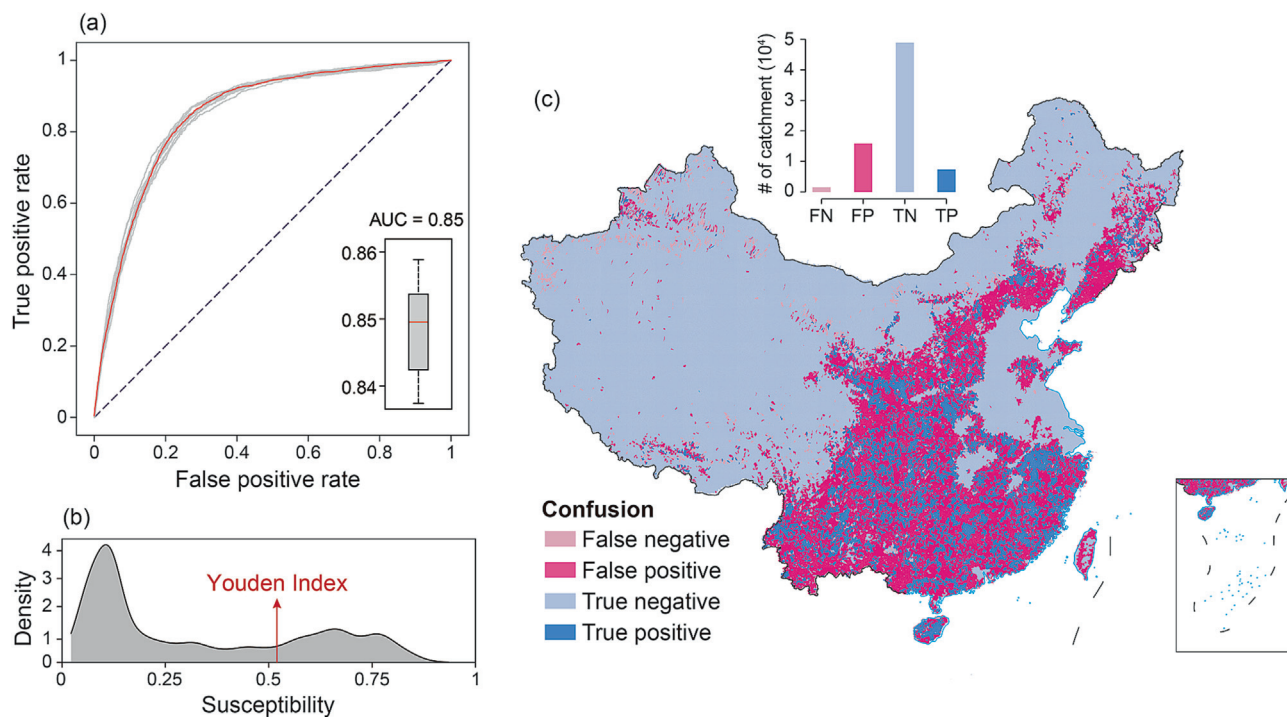 (a)
1
0.8
0.6
0.4
0.2
0
True positive rate
0
0.2
0.4
0.6
0.8
1
False positive rate
AUC = 0.85
0.86
0.85
0.84
(b)
4
3
2
1
0
Density
Youden Index
0
0.25
0.5
0.75
1
Susceptibility
(c)
# of catchment (10⁴)
5
4
3
2
1
0
FN
FP
TN
TP
Confusion
False negative
False positive
True negative
True positive